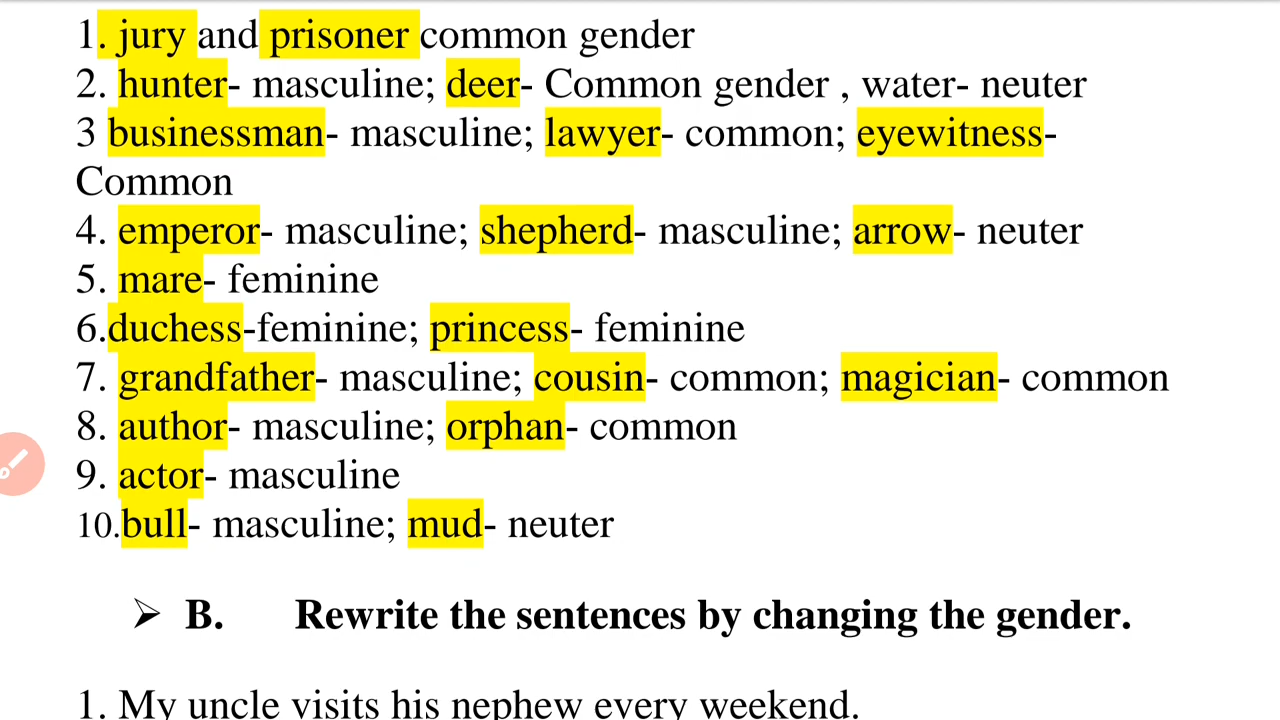 1. jury and prisoner common gender
2. hunter- masculine; deer- Common gender , water- neuter
3 businessman- masculine; lawyer- common; eyewitness-
Common
4. emperor- masculine; shepherd- masculine; arrow- neuter
5. mare- feminine
6.duchess-feminine; princess- feminine
7. grandfather- masculine; cousin- common; magician- common
8. author- masculine; orphan- common
9. actor- masculine
10.bull- masculine; mud- neuter
➢ B. Rewrite the sentences by changing the gender.
1. My uncle visits his nephew every weekend.